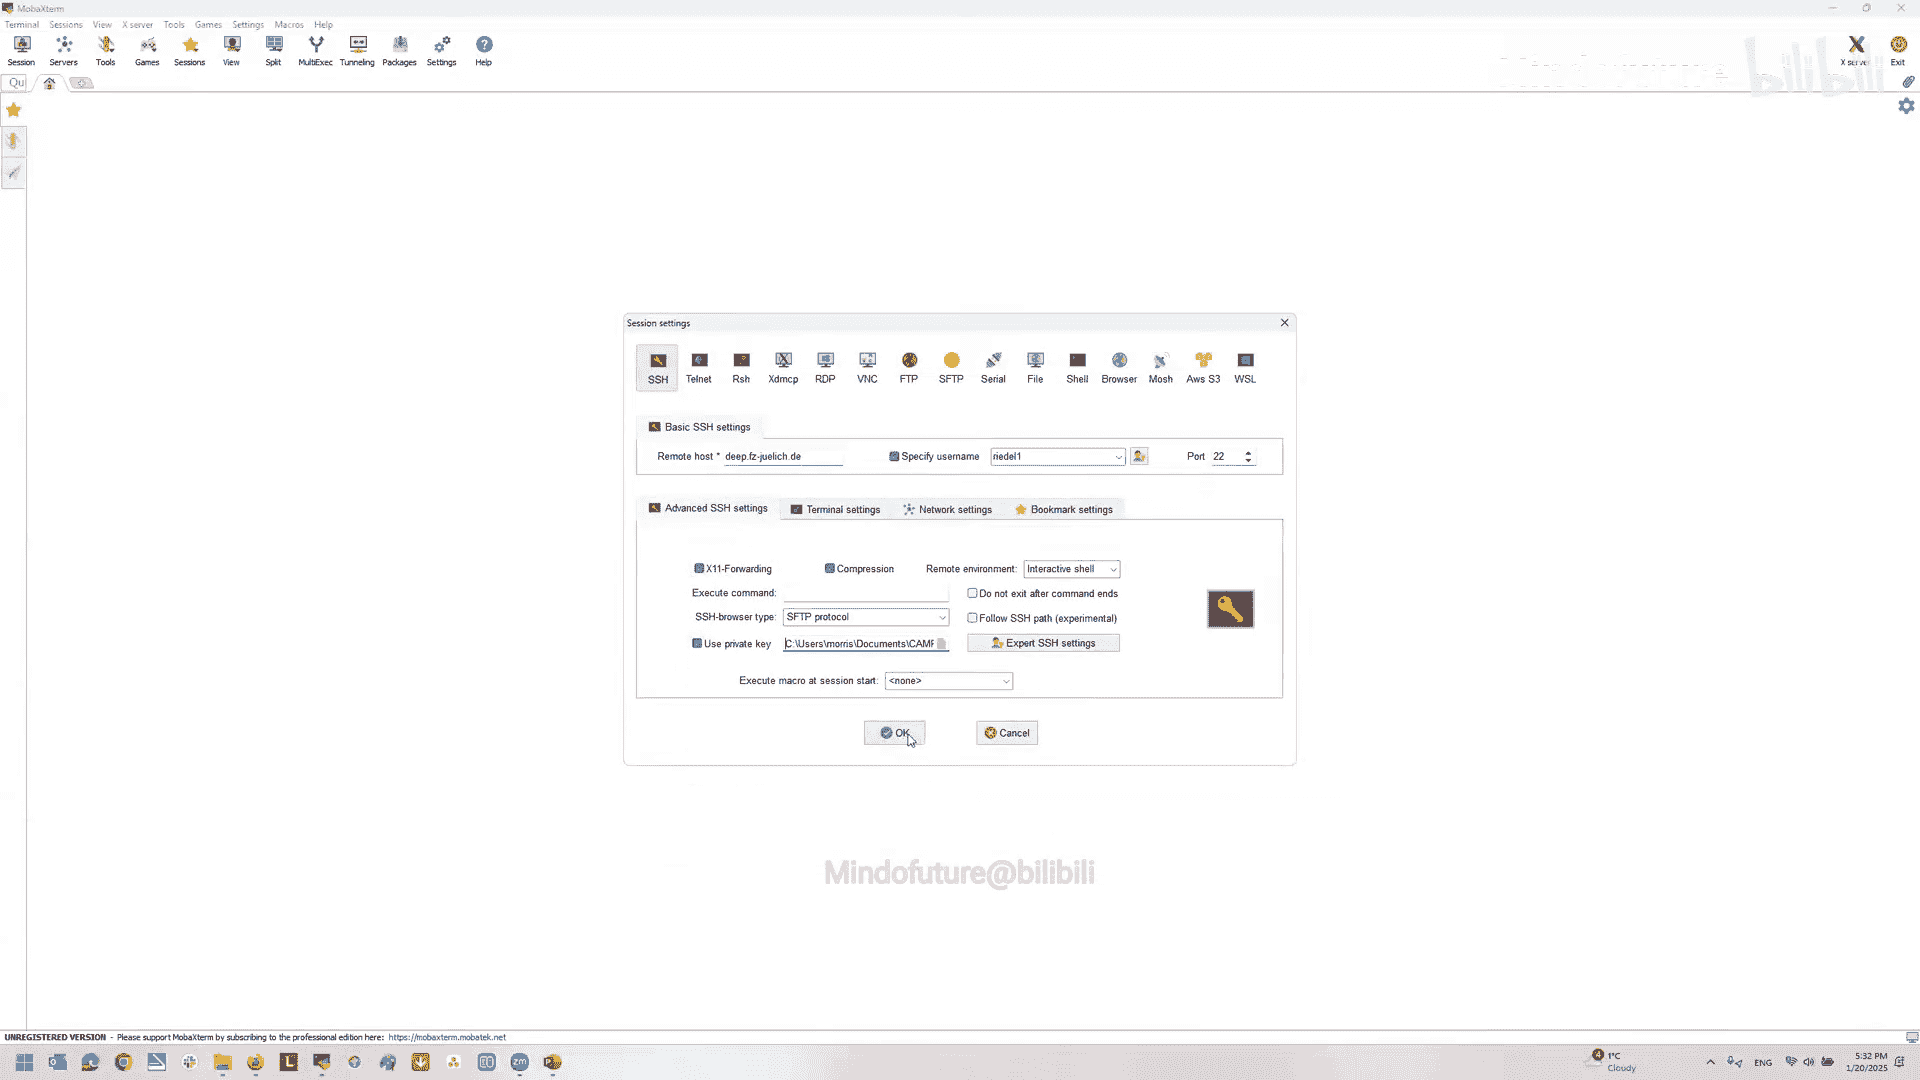 MobaXterm
Terminal Sessions View X server Tools Games Settings Macros Help
Session Servers Tools Games Sessions View Split MultiExec Tunneling Packages Settings Help X server Exit
Qu
bilibili
Session settings
SSH Telnet Rsh Xdmcp RDP VNC FTP SFTP Serial File Shell Browser Mosh Aws S3 WSL
Basic SSH settings
Remote host * deep.fz-juelich.de Specify username riedel1 Port 22
Advanced SSH settings Terminal settings Network settings Bookmark settings
X11-Forwarding Compression Remote environment: Interactive shell
Execute command: Do not exit after command ends
SSH-browser type: SFTP protocol Follow SSH path (experimental)
Use private key C:\Users\morris\Documents\CAMP Expert SSH settings
Execute macro at session start: <none>
OK Cancel
Mindofuture@bilibili
UNREGISTERED VERSION - Please support MobaXterm by subscribing to the professional edition here: https://mobaxterm.mobatek.net
4 1°C
Cloudy
ENG
5:32 PM
1/20/2025